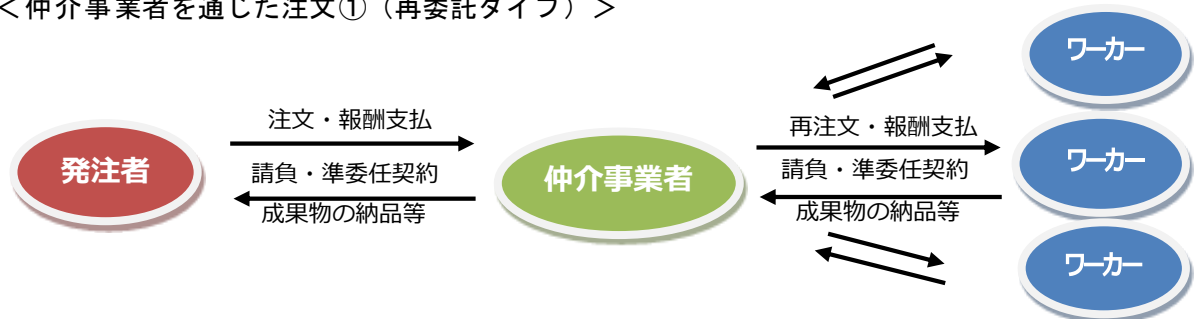 ＜仲介事業者を通じた注文①（再委託タイプ）＞
ワーカー
注文・報酬支払
再注文・報酬支払
発注者
請負・準委任契約
仲介事業者
請負・準委任契約
ワーカー
成果物の納品等
成果物の納品等
ワーカー